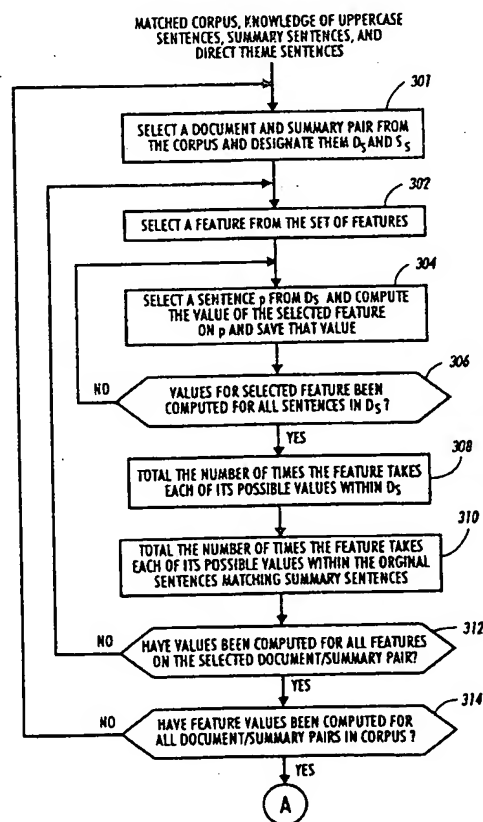 MATCHED CORPUS, KNOWLEDGE OF UPPERCASE
SENTENCES, SUMMARY SENTENCES, AND
DIRECT THEME SENTENCES
301
SELECT A DOCUMENT AND SUMMARY PAIR FROM
THE CORPUS AND DESIGNATE THEM DS AND SS
302
SELECT A FEATURE FROM THE SET OF FEATURES
304
SELECT A SENTENCE p FROM DS AND COMPUTE
THE VALUE OF THE SELECTED FEATURE
ON p AND SAVE THAT VALUE
306
NO
VALUES FOR SELECTED FEATURE BEEN
COMPUTED FOR ALL SENTENCES IN DS ?
YES
308
TOTAL THE NUMBER OF TIMES THE FEATURE TAKES
EACH OF ITS POSSIBLE VALUES WITHIN DS
310
TOTAL THE NUMBER OF TIMES THE FEATURE TAKES
EACH OF ITS POSSIBLE VALUES WITHIN THE ORGINAL
SENTENCES MATCHING SUMMARY SENTENCES
312
NO
HAVE VALUES BEEN COMPUTED FOR ALL FEATURES
ON THE SELECTED DOCUMENT/SUMMARY PAIR?
YES
314
NO
HAVE FEATURE VALUES BEEN COMPUTED FOR
ALL DOCUMENT/SUMMARY PAIRS IN CORPUS ?
YES
A